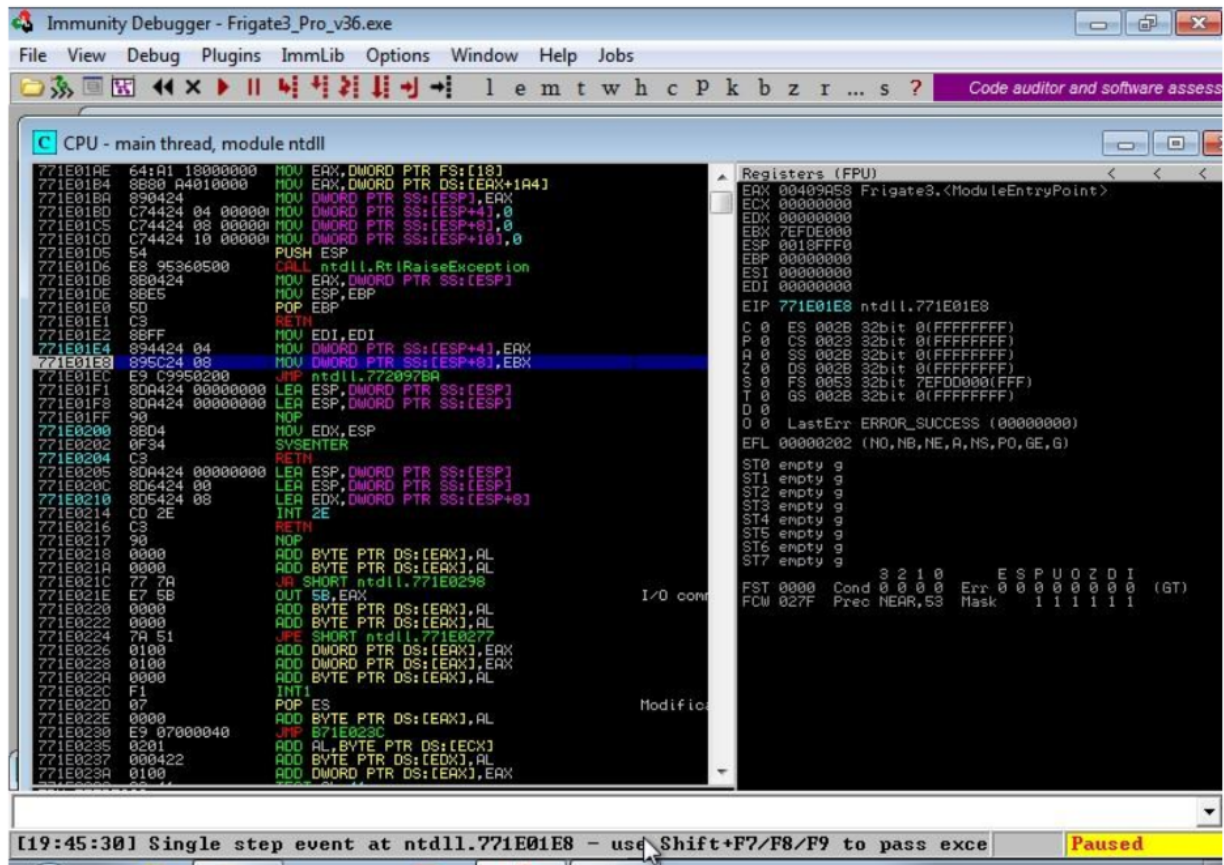 Immunity Debugger - Frigate3_Pro_v36.exe
File View Debug Plugins ImmLib Options Window Help Jobs
l e m t w h c P k b z r ... s ? Code auditor and software assess
C CPU - main thread, module ntdll
771E01AE 64:A1 18000000 MOV EAX,DWORD PTR FS:[18]
771E01B4 8B80 A4010000 MOV EAX,DWORD PTR DS:[EAX+1A4]
771E01BA 890424 MOV DWORD PTR SS:[ESP],EAX
771E01BD C74424 04 00000 MOV DWORD PTR SS:[ESP+4],0
771E01C5 C74424 08 00000 MOV DWORD PTR SS:[ESP+8],0
771E01CD C74424 10 00000 MOV DWORD PTR SS:[ESP+10],0
771E01D5 54 PUSH ESP
771E01D6 E8 95360500 CALL ntdll.RtlRaiseException
771E01DB 8B0424 MOV EAX,DWORD PTR SS:[ESP]
771E01DE 8BE5 MOV ESP,EBP
771E01E0 5D POP EBP
771E01E1 C3 RETN
771E01E2 8BFF MOV EDI,EDI
771E01E4 894424 04 MOV DWORD PTR SS:[ESP+4],EAX
771E01E8 895C24 08 MOV DWORD PTR SS:[ESP+8],EBX
771E01EC E9 C9950200 JMP ntdll.772097BA
771E01F1 8DA424 00000000 LEA ESP,DWORD PTR SS:[ESP]
771E01F8 8DA424 00000000 LEA ESP,DWORD PTR SS:[ESP]
771E01FF 90 NOP
771E0200 8BD4 MOV EDX,ESP
771E0202 0F34 SYSENTER
771E0204 C3 RETN
771E0205 8DA424 00000000 LEA ESP,DWORD PTR SS:[ESP]
771E020C 8D6424 00 LEA ESP,DWORD PTR SS:[ESP]
771E0210 8D5424 08 LEA EDX,DWORD PTR SS:[ESP+8]
771E0214 CD 2E INT 2E
771E0216 C3 RETN
771E0217 90 NOP
771E0218 0000 ADD BYTE PTR DS:[EAX],AL
771E021A 0000 ADD BYTE PTR DS:[EAX],AL
771E021C 77 7A JA SHORT ntdll.771E0298
771E021E E7 5B OUT 5B,EAX I/O comm
771E0220 0000 ADD BYTE PTR DS:[EAX],AL
771E0222 0000 ADD BYTE PTR DS:[EAX],AL
771E0224 7A 51 JPE SHORT ntdll.771E0277
771E0226 0100 ADD DWORD PTR DS:[EAX],EAX
771E0228 0100 ADD DWORD PTR DS:[EAX],EAX
771E022A 0000 ADD BYTE PTR DS:[EAX],AL
771E022C F1 INT1
771E022D 07 POP ES Modifica
771E022E 0000 ADD BYTE PTR DS:[EAX],AL
771E0230 E9 07000040 JMP B71E023C
771E0235 0201 ADD AL,BYTE PTR DS:[ECX]
771E0237 000422 ADD BYTE PTR DS:[EDX],AL
771E023A 0100 ADD DWORD PTR DS:[EAX],EAX
Registers (FPU) < < <
EAX 00409A58 Frigate3.<ModuleEntryPoint>
ECX 00000000
EDX 00000000
EBX 7EFDE000
ESP 0018FFF0
EBP 00000000
ESI 00000000
EDI 00000000
EIP 771E01E8 ntdll.771E01E8
C 0 ES 002B 32bit 0(FFFFFFFF)
P 0 CS 0023 32bit 0(FFFFFFFF)
A 0 SS 002B 32bit 0(FFFFFFFF)
Z 0 DS 002B 32bit 0(FFFFFFFF)
S 0 FS 0053 32bit 7EFDD000(FFF)
T 0 GS 002B 32bit 0(FFFFFFFF)
D 0
O 0 LastErr ERROR_SUCCESS (00000000)
EFL 00000202 (NO,NB,NE,A,NS,PO,GE,G)
ST0 empty g
ST1 empty g
ST2 empty g
ST3 empty g
ST4 empty g
ST5 empty g
ST6 empty g
ST7 empty g
3 2 1 0 E S P U O Z D I
FST 0000 Cond 0 0 0 0 Err 0 0 0 0 0 0 0 0 (GT)
FCW 027F Prec NEAR,53 Mask 1 1 1 1 1 1
[19:45:30] Single step event at ntdll.771E01E8 - use Shift+F7/F8/F9 to pass exce Paused